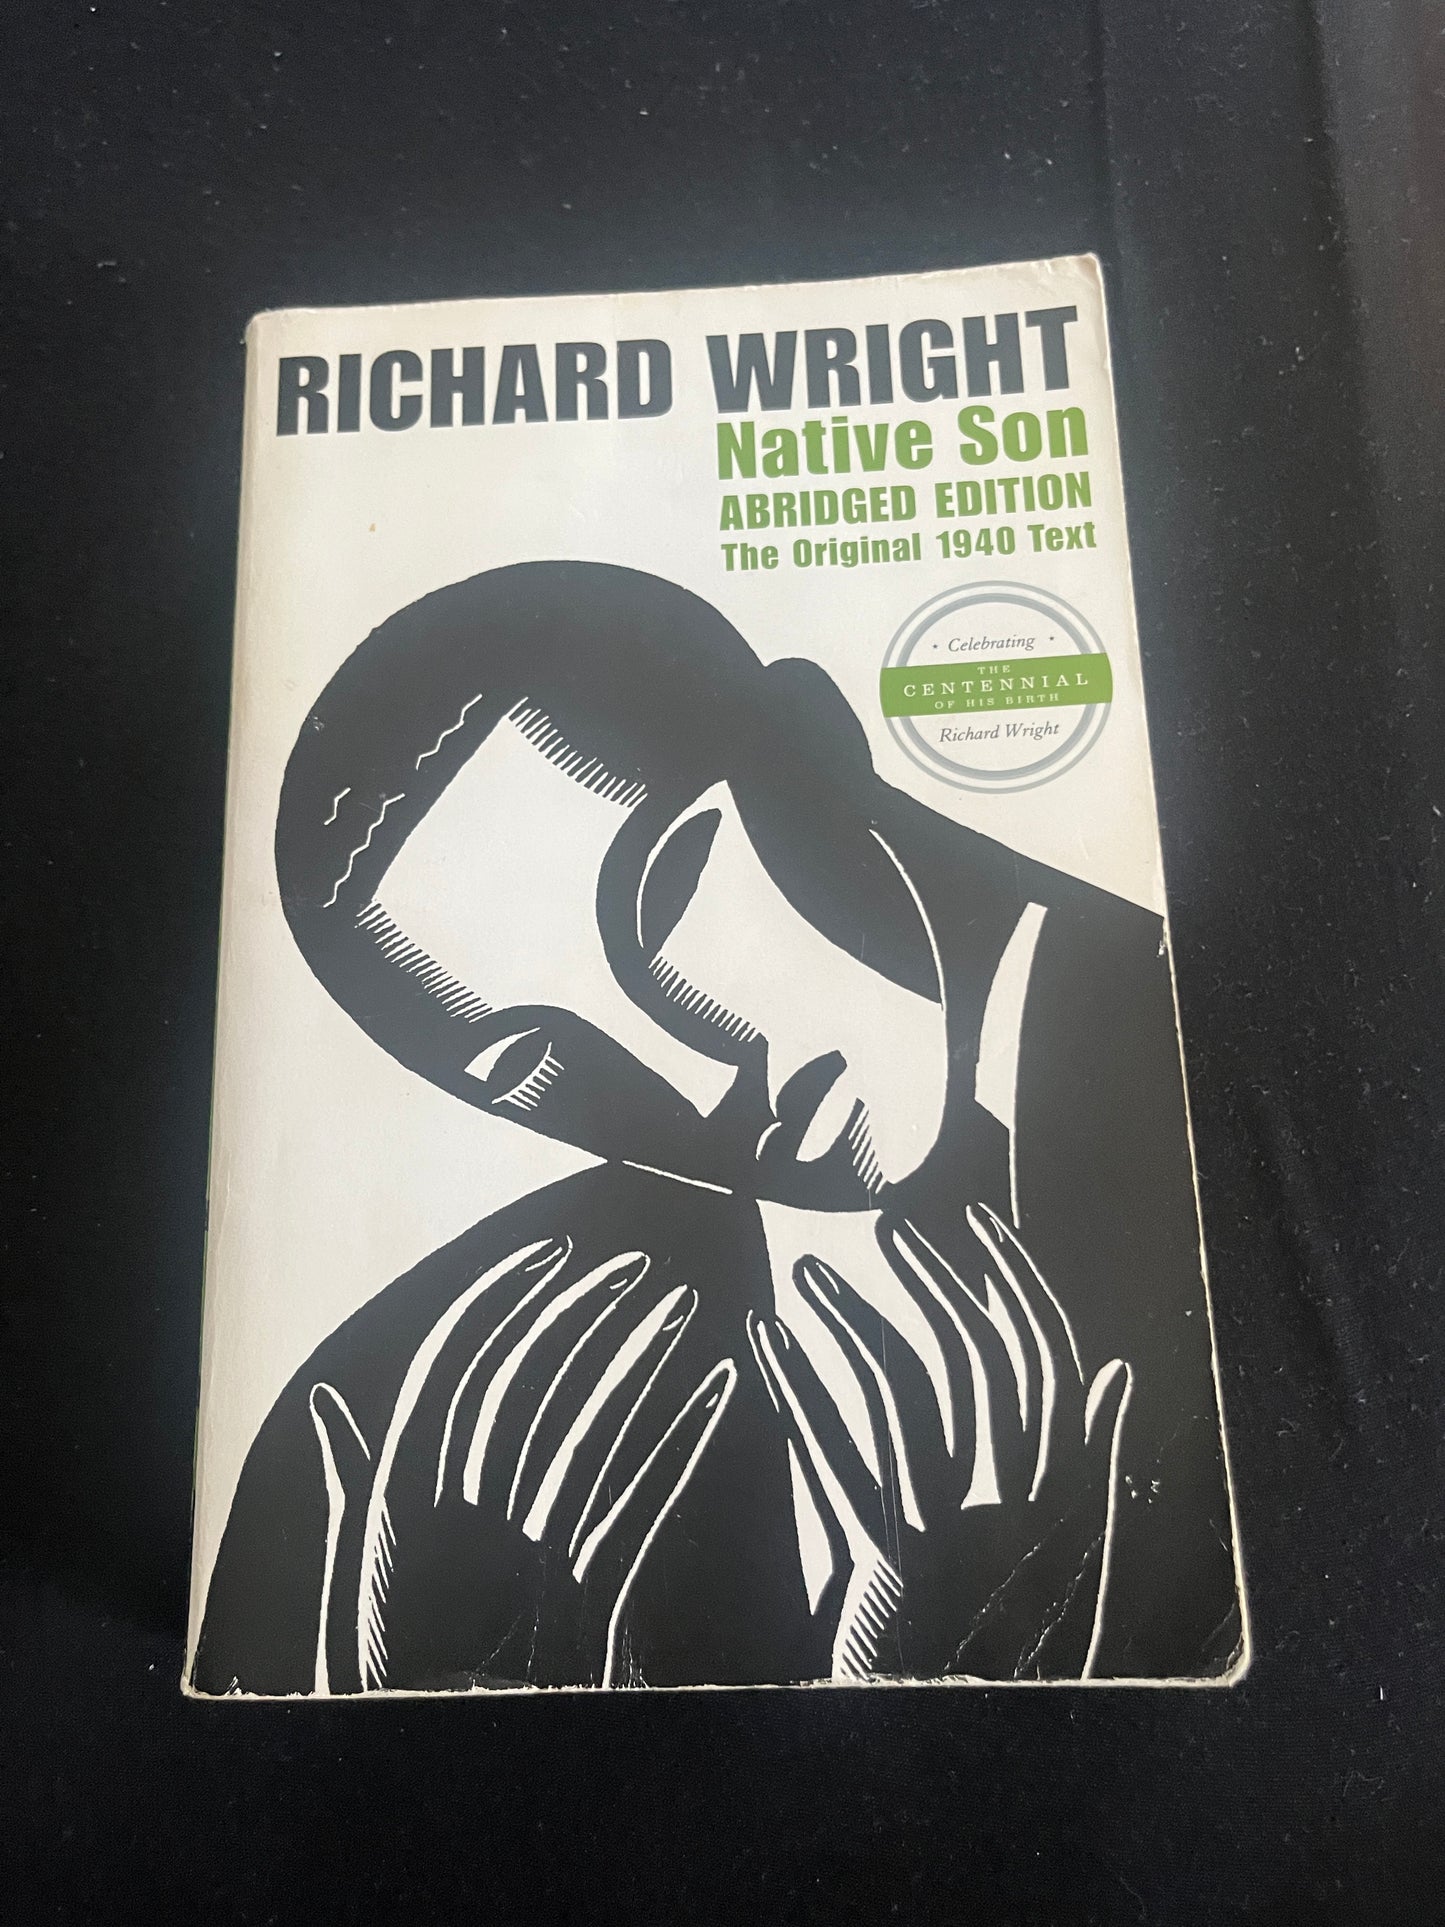 RICHARD WRIGHT
Native Son
ABRIDGED EDITION
The Original 1940 Text
Celebrating
THE
CENTENNIAL
OF HIS BIRTH
Richard Wright